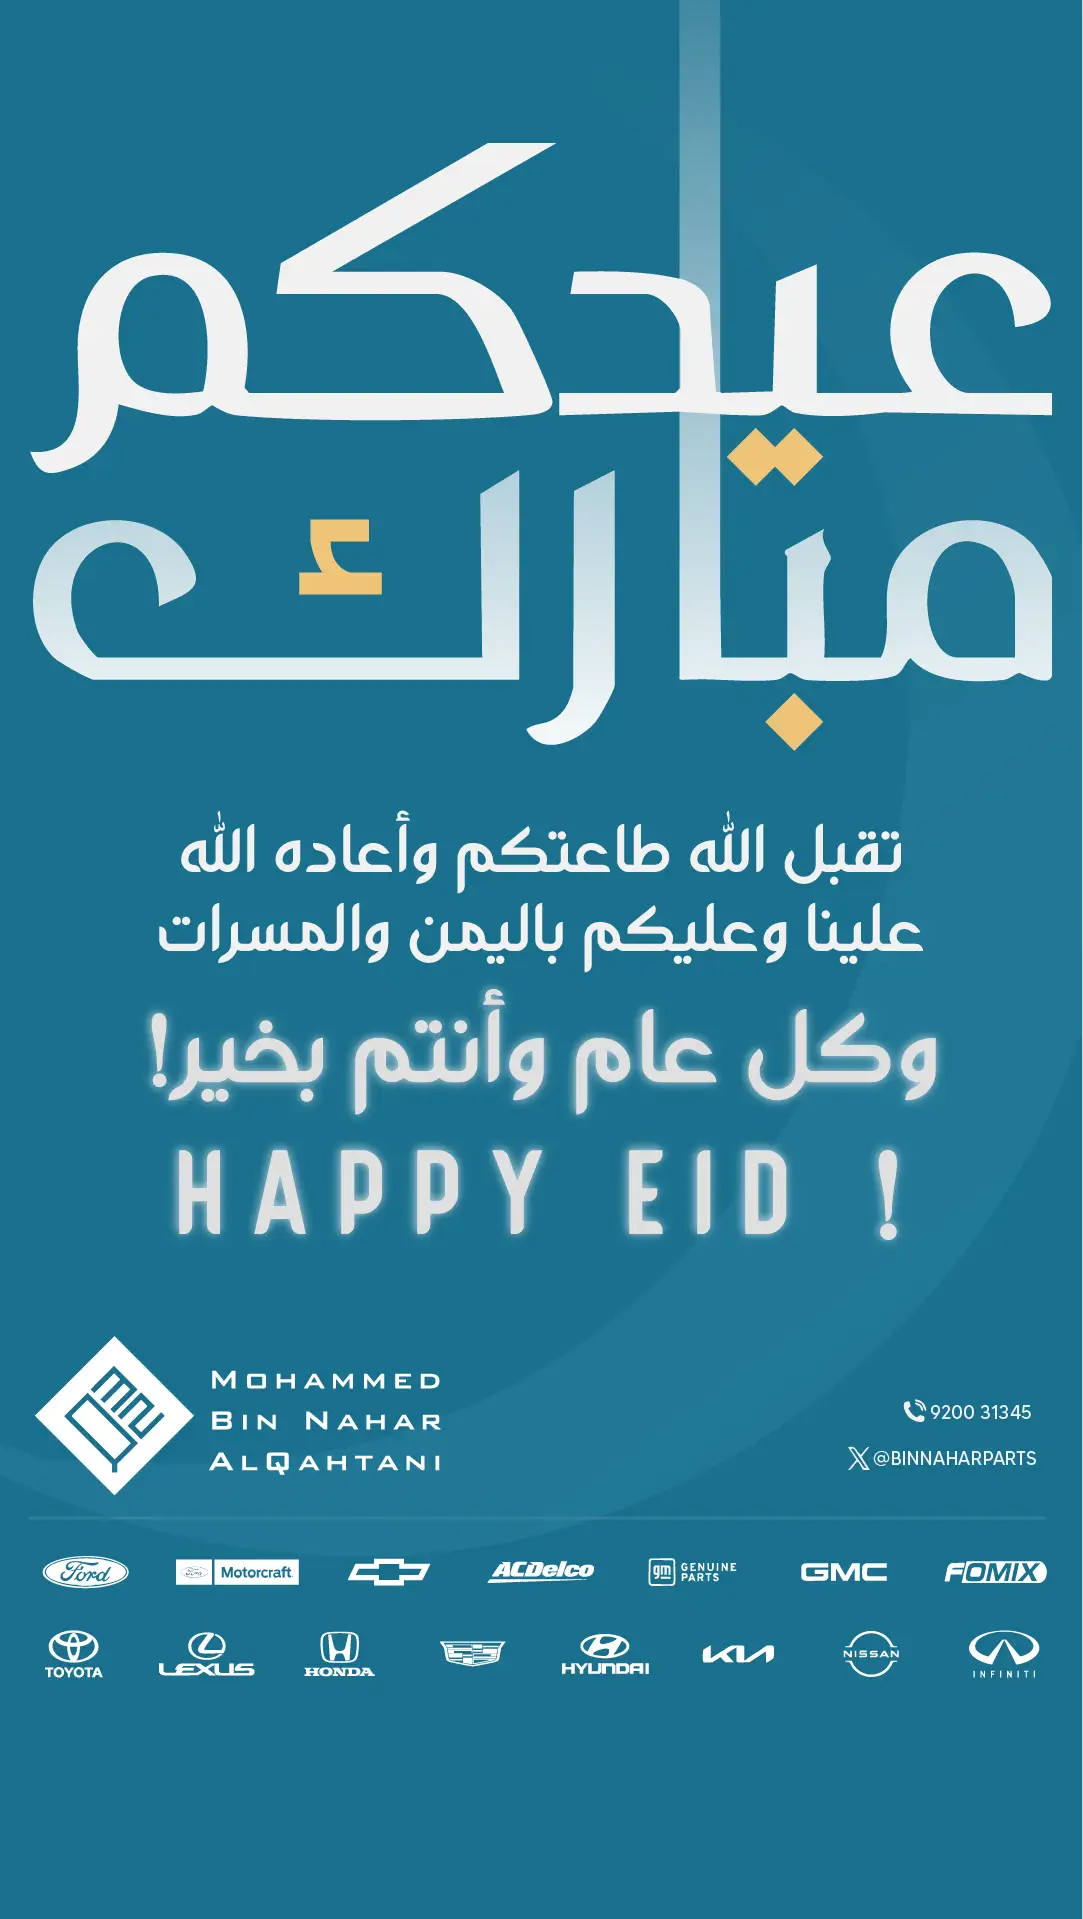 عيدكم
مبارك
تقبل الله طاعتكم وأعاده الله
علينا وعليكم باليمن والمسرات
وكل عام وأنتم بخير!
HAPPY EID !
MOHAMMED
BIN NAHAR
ALQAHTANI
9200 31345
@BINNAHARPARTS
Ford
Ford Motorcraft
ACDelco
gm GENUINE
PARTS
GMC
FOMIX
TOYOTA
LEXUS
HONDA
HYUNDAI
KIA
NISSAN
INFINITI